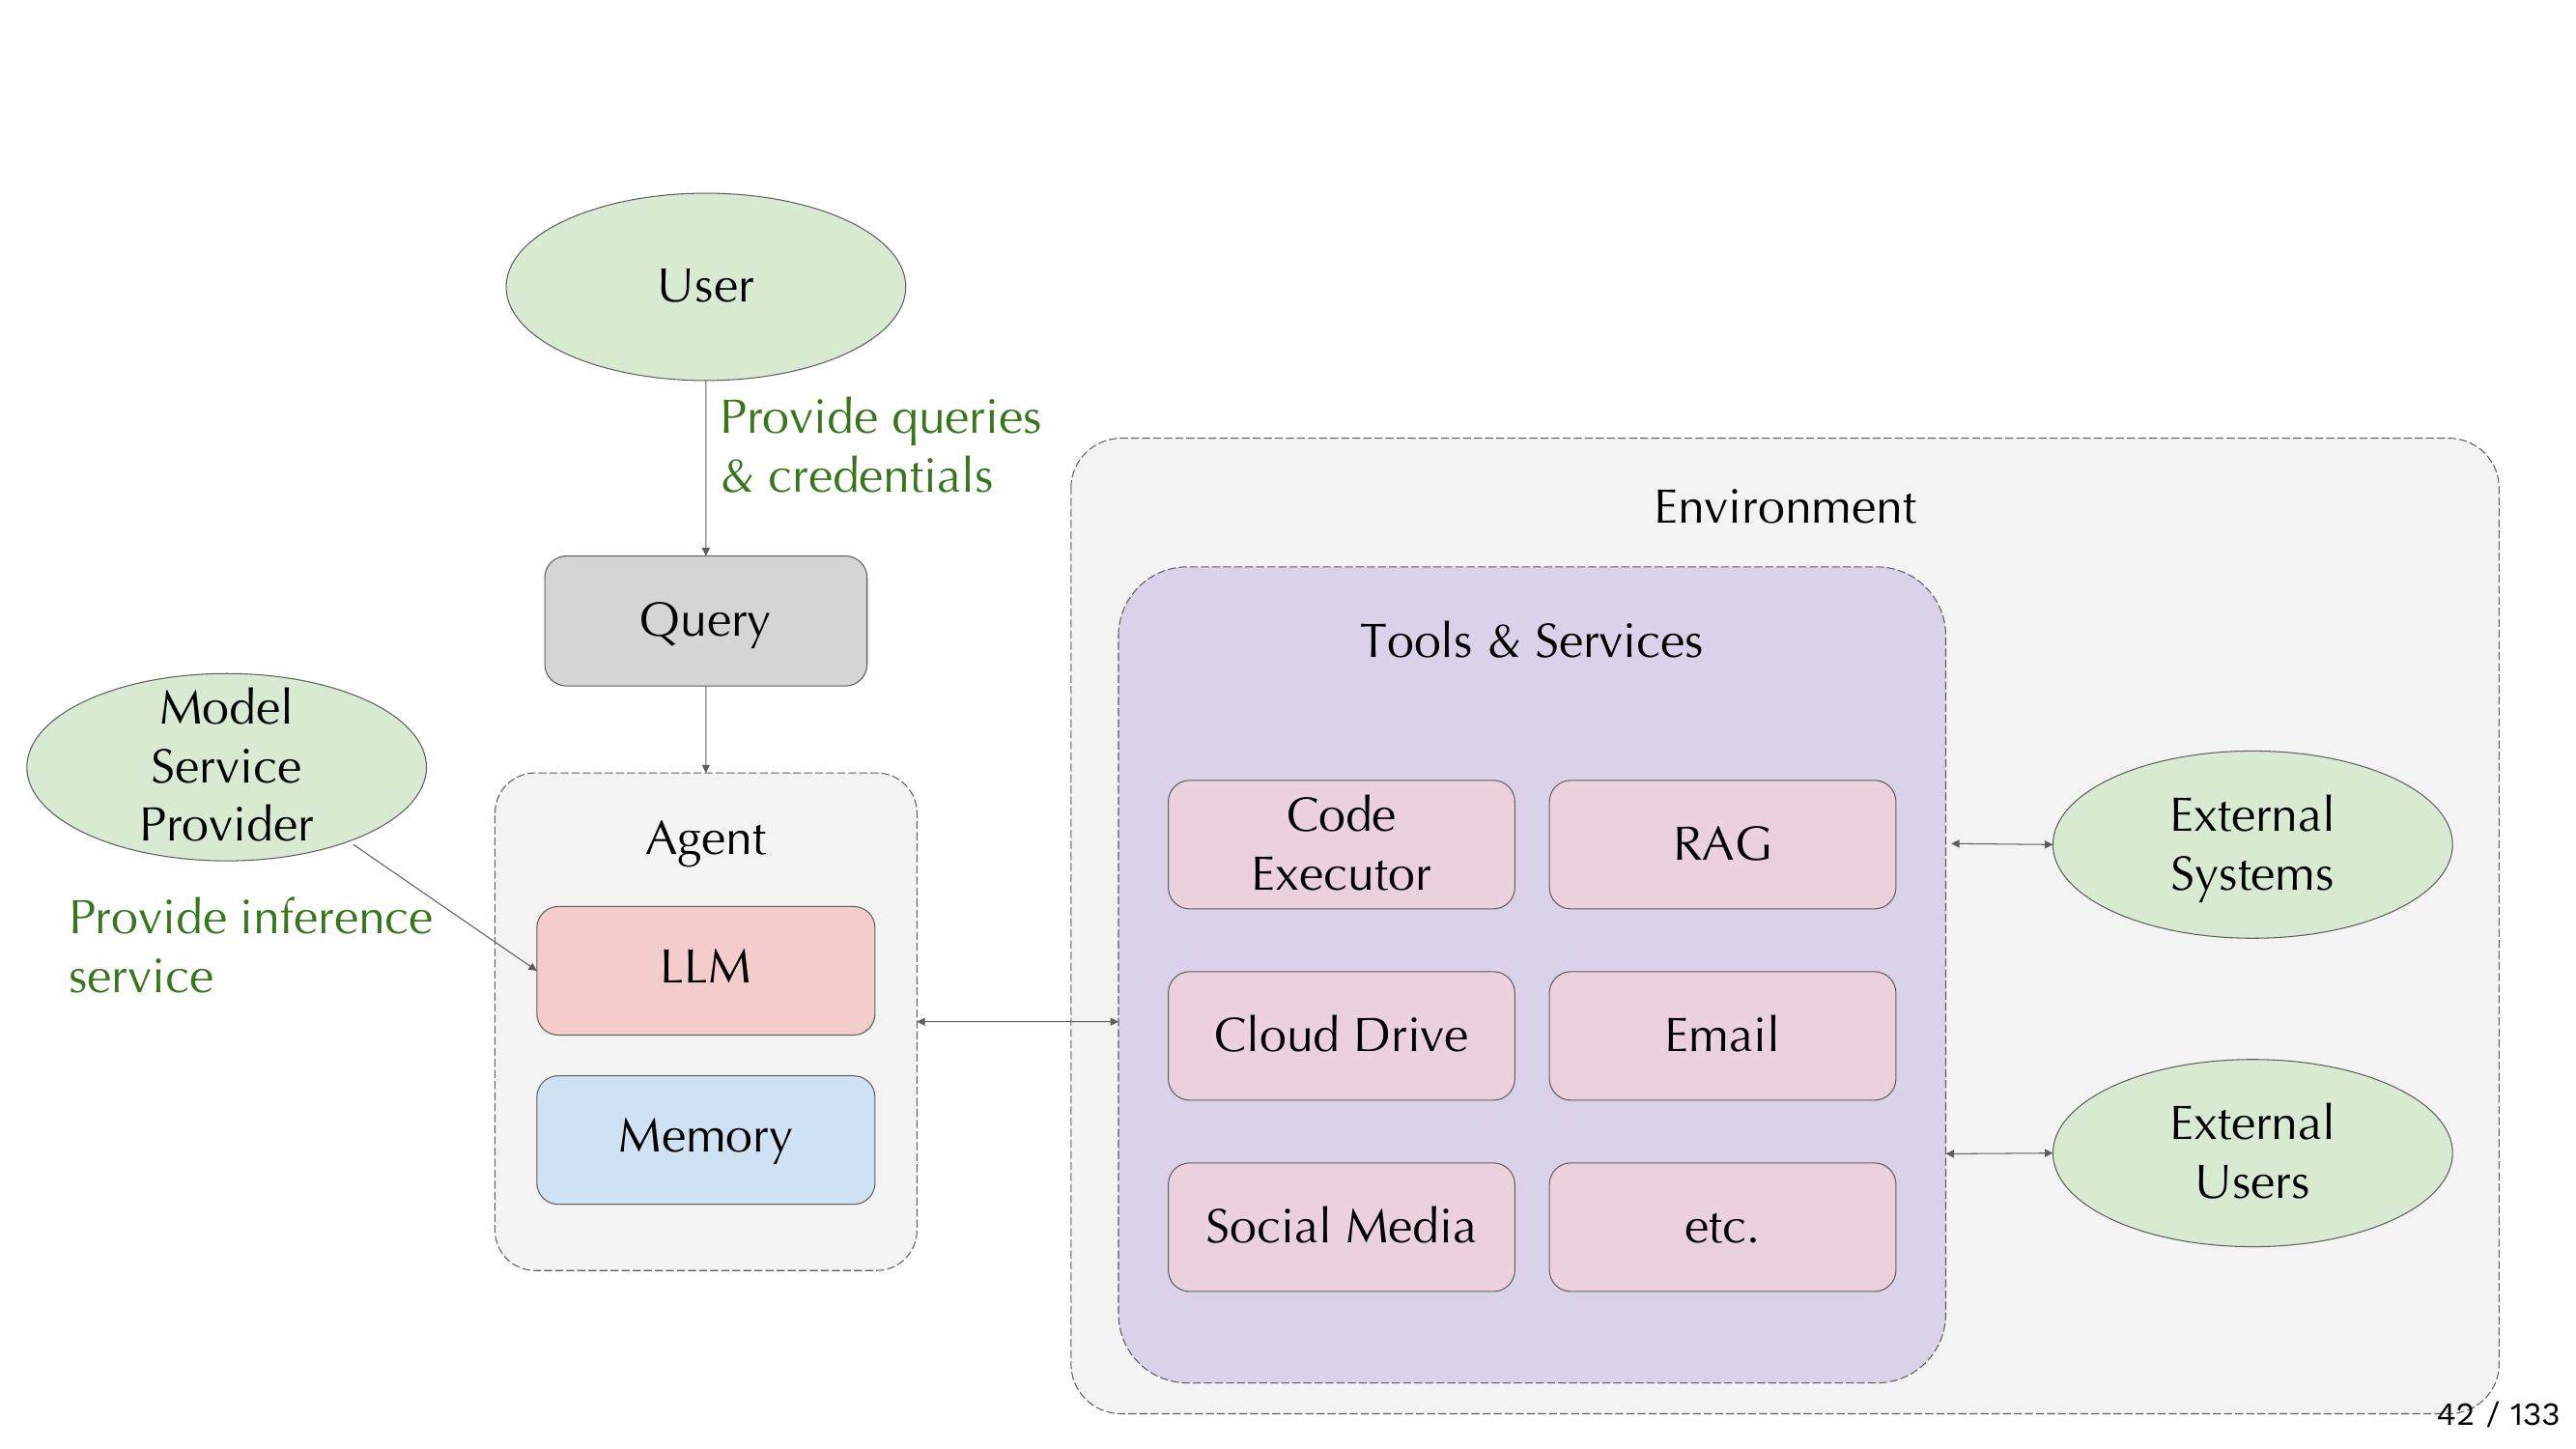 User
Provide queries
& credentials
Query
Model
Service
Provider
Provide inference
service
Agent
LLM
Memory
Environment
Tools & Services
Code
Executor
RAG
Cloud Drive
Email
Social Media
etc.
External
Systems
External
Users
42 / 133